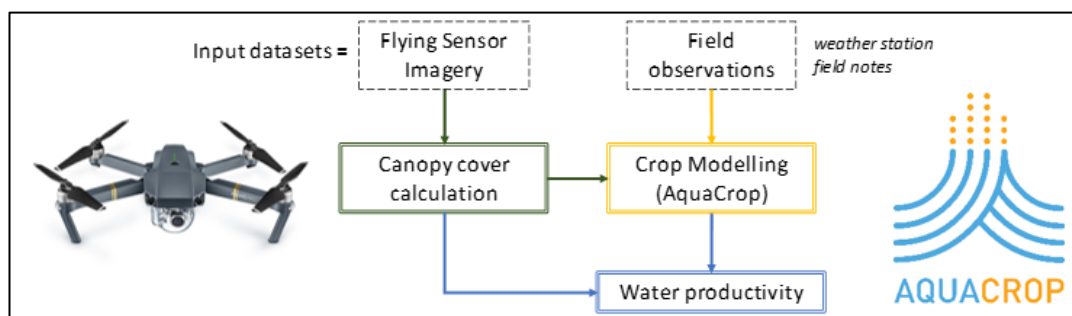 Input datasets =
Flying Sensor
Imagery
Field
observations
weather station
field notes
Canopy cover
calculation
Crop Modelling
(AquaCrop)
Water productivity
AQUACROP